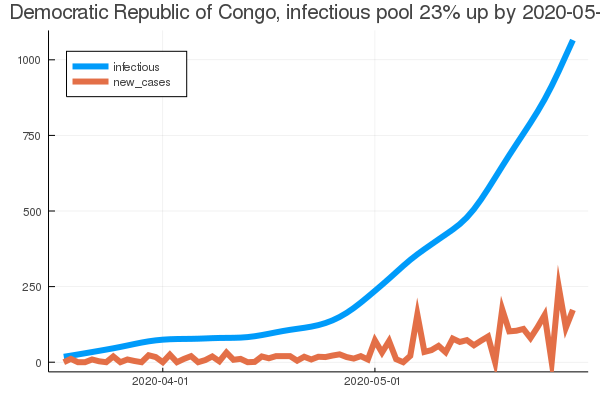 Democratic Republic of Congo, infectious pool 23% up by 2020-05-
infectious
new_cases
1000
750
500
250
0
2020-04-01
2020-05-01